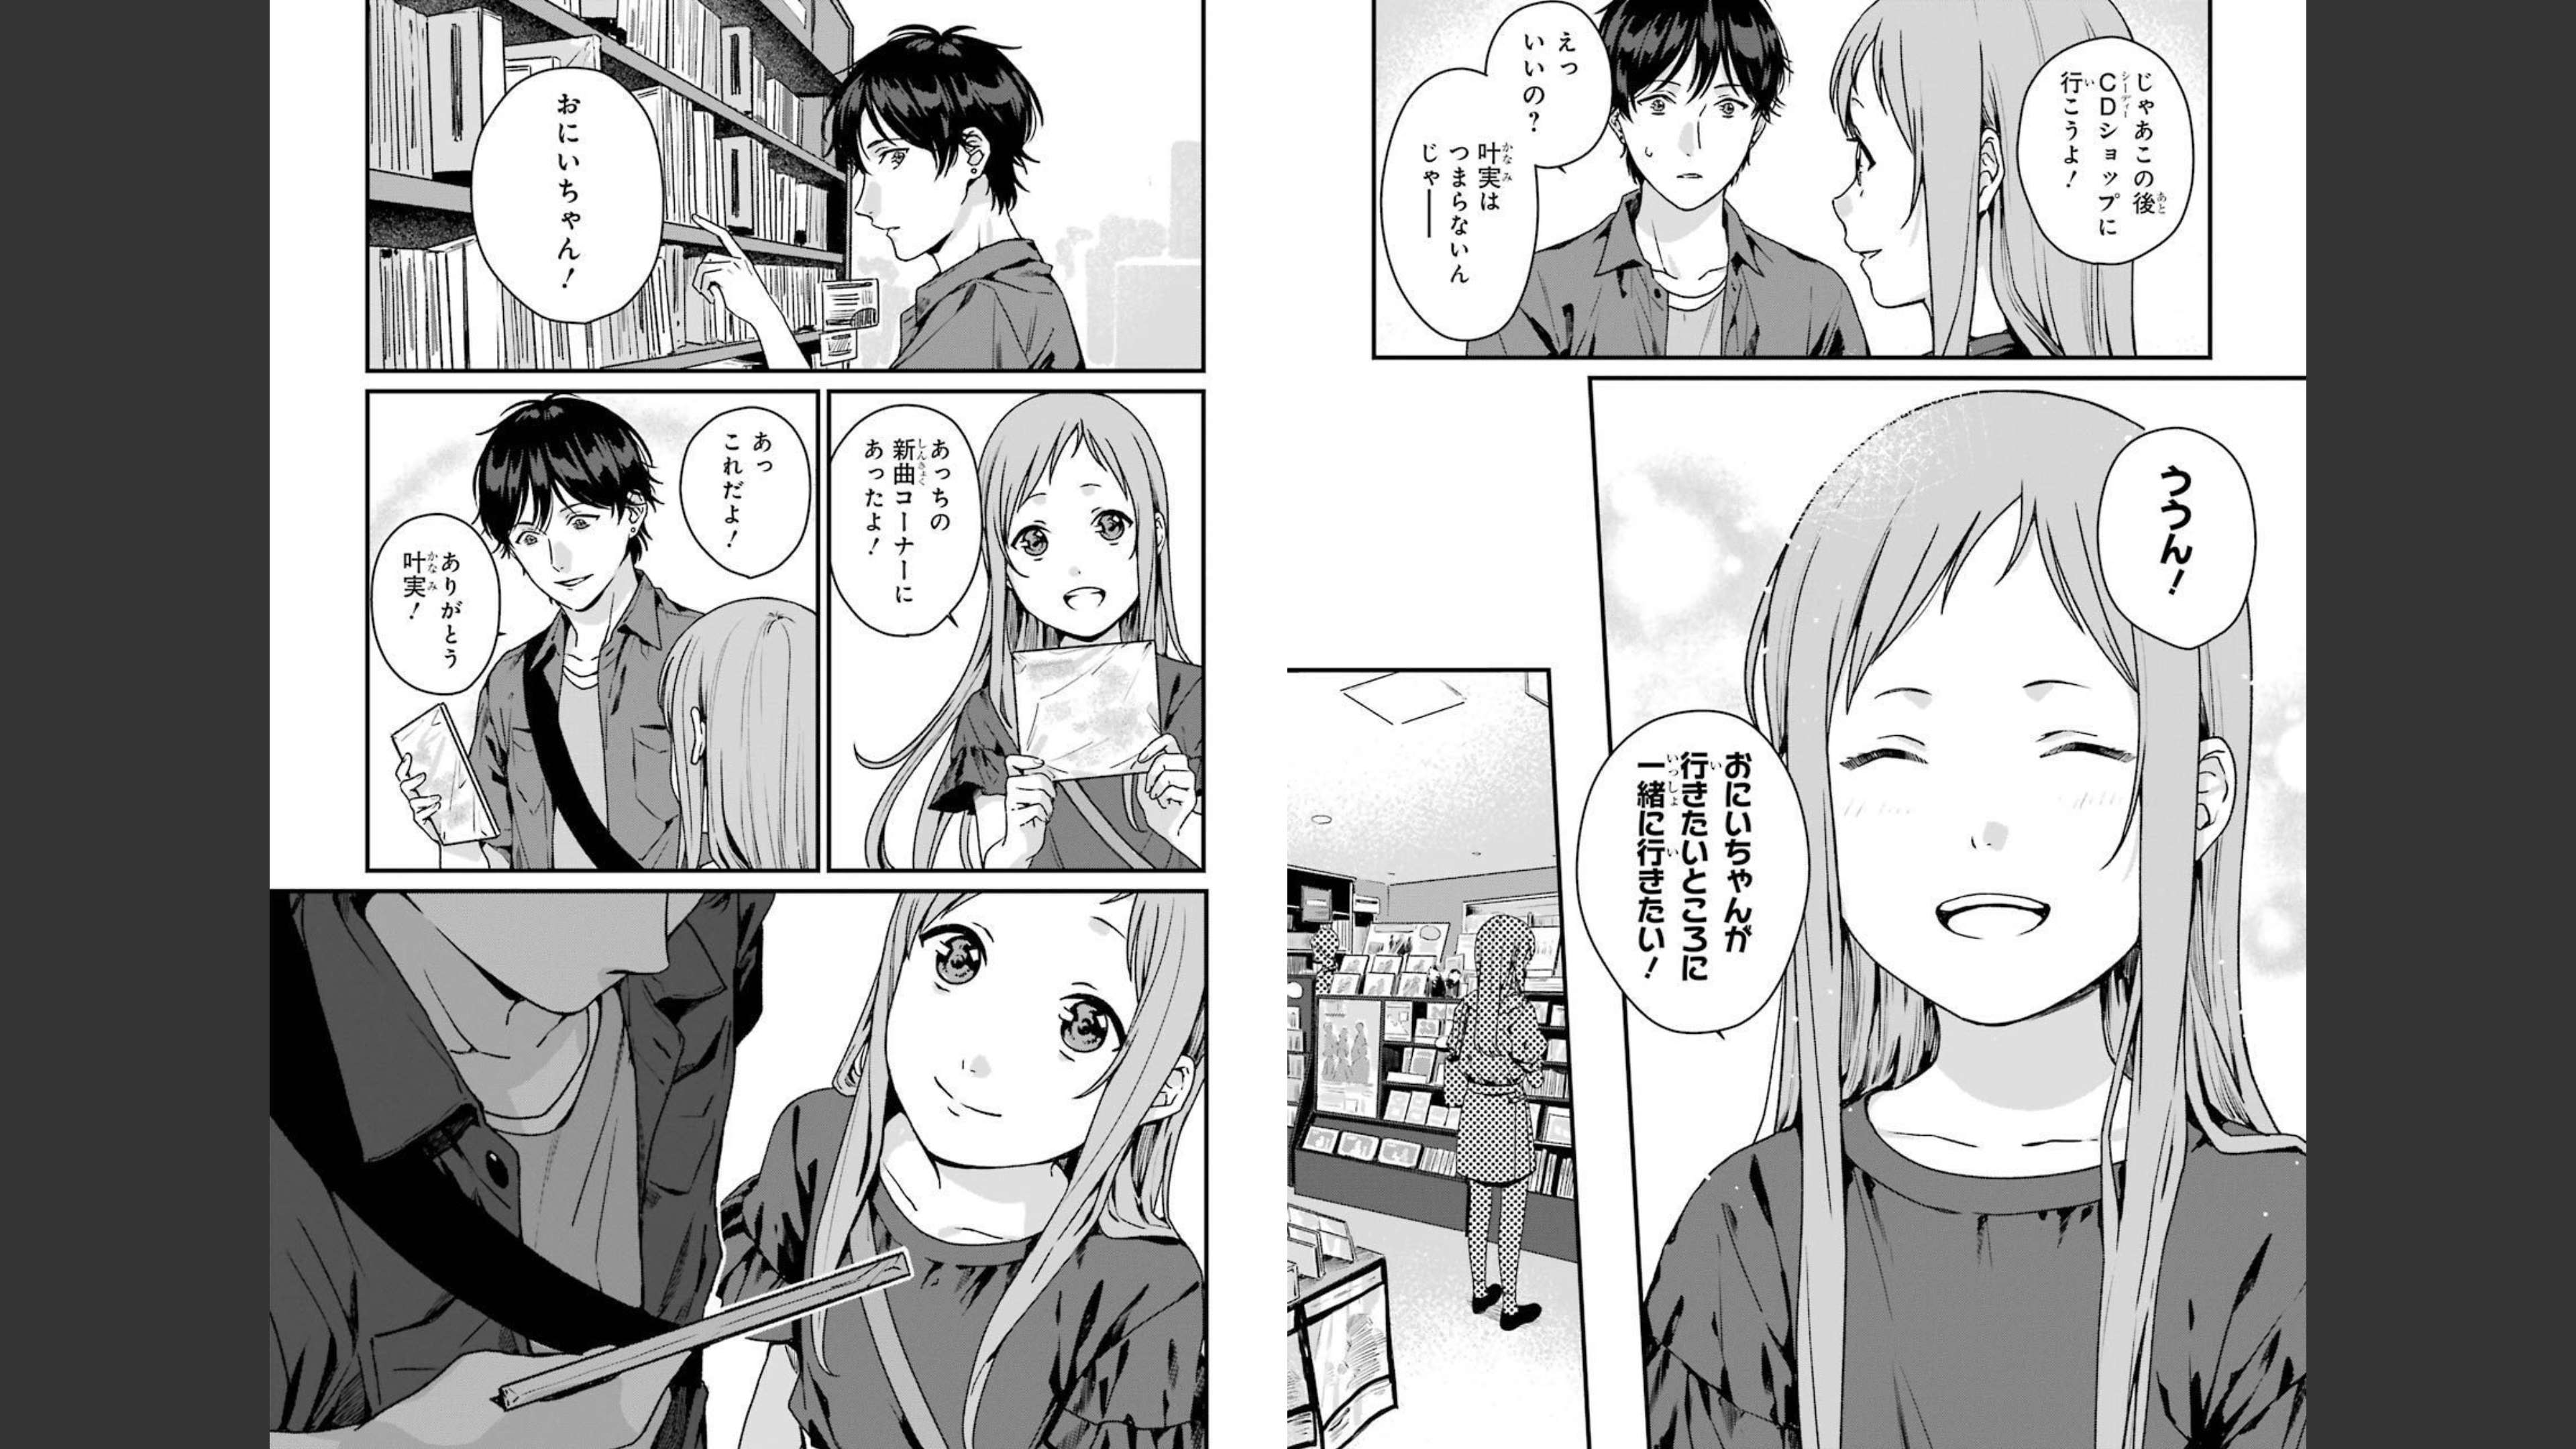 じゃあこの後
CDショップに
行こうよ!
えっ
いいの?
叶実は
つまらないん
じゃ──
ううん!
おにいちゃんが
行きたいところに
一緒に行きたい!
おにいちゃん!
あっちの
新曲コーナーに
あったよ!
あっ
これだよ!
ありがとう
叶実!